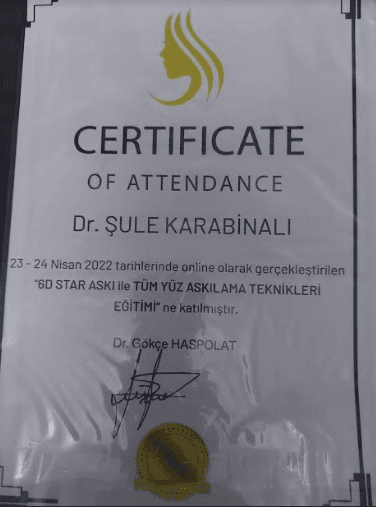 CERTIFICATE
OF ATTENDANCE
Dr. ŞULE KARABİNALI
23 - 24 Nisan 2022 tarihlerinde online olarak gerçekleştirilen
"6D STAR ASKI ile TÜM YÜZ ASKILAMA TEKNİKLERİ
EĞİTİMİ" ne katılmıştır.
Dr. Gökçe HASPOLAT